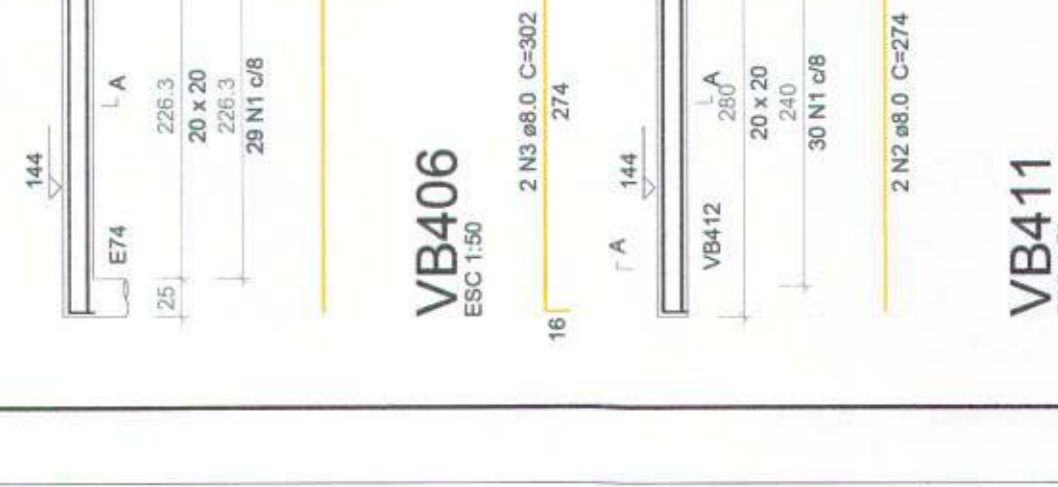 144
A
E74
25
226.3
20 x 20
226.3
29 N1 c/8
VB406
ESC 1:50
2 N3 ø8.0 C=302
274
16
144
A
A
VB412
280
20 x 20
240
30 N1 c/8
2 N2 ø8.0 C=274
VB411